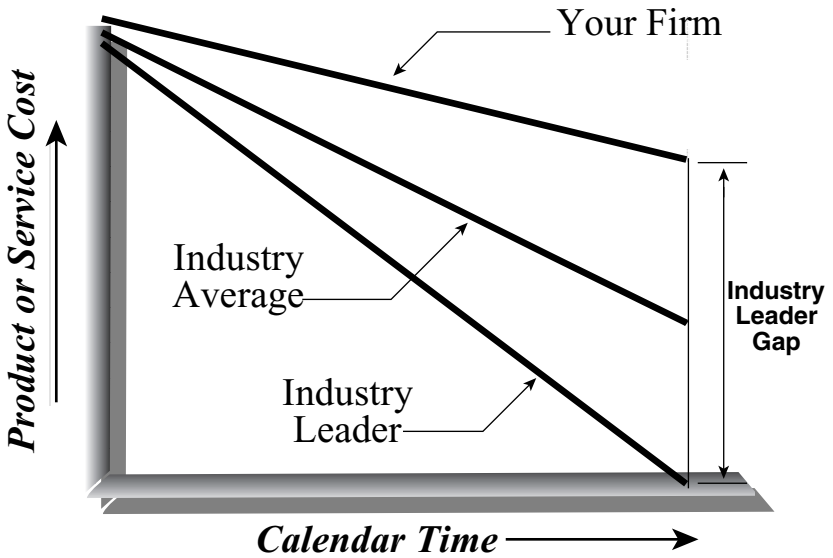 Your Firm
Product or Service Cost
Industry
Average
Industry
Leader
Gap
Industry
Leader
Calendar Time